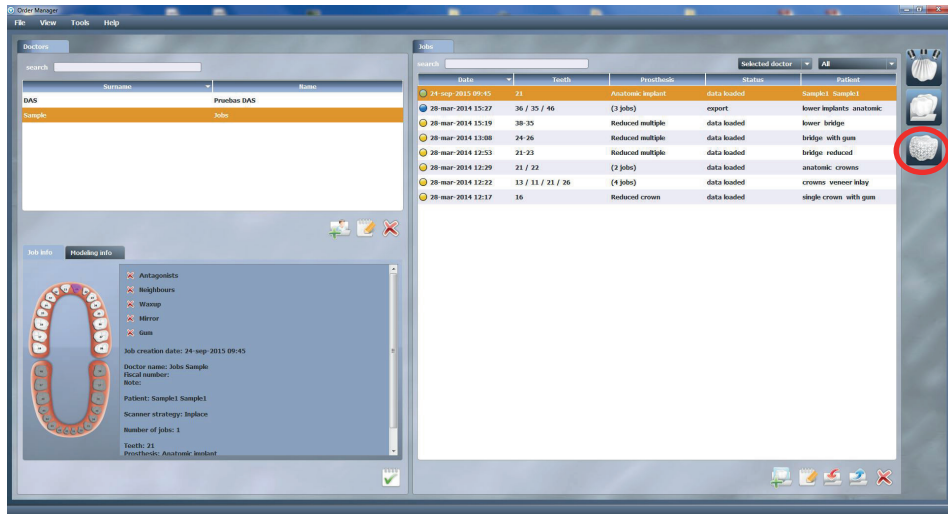 Order Manager
File View Tools Help
Doctors
search
Surname Name
DAS Pruebas DAS
Sample Jobs
Jobs
search Selected doctor All
Date Teeth Prosthesis Status Patient
24-sep-2015 09:45 21 Anatomic implant data loaded Sample1 Sample1
28-mar-2014 15:27 36 / 35 / 46 (3 jobs) export lower implants anatomic
28-mar-2014 15:19 38-35 Reduced multiple data loaded lower bridge
28-mar-2014 13:08 24-26 Reduced multiple data loaded bridge with gum
28-mar-2014 12:53 21-23 Reduced multiple data loaded bridge reduced
28-mar-2014 12:29 21 / 22 (2 jobs) data loaded anatomic crowns
28-mar-2014 12:22 13 / 11 / 21 / 26 (4 jobs) data loaded crowns veneer inlay
28-mar-2014 12:17 16 Reduced crown data loaded single crown with gum
Job info Modeling info
Antagonists
Neighbours
Waxup
Mirror
Gum
Job creation date: 24-sep-2015 09:45
Doctor name: Jobs Sample
Fiscal number:
Note:
Patient: Sample1 Sample1
Scanner strategy: Inplace
Number of jobs: 1
Teeth: 21
Prosthesis: Anatomic implant